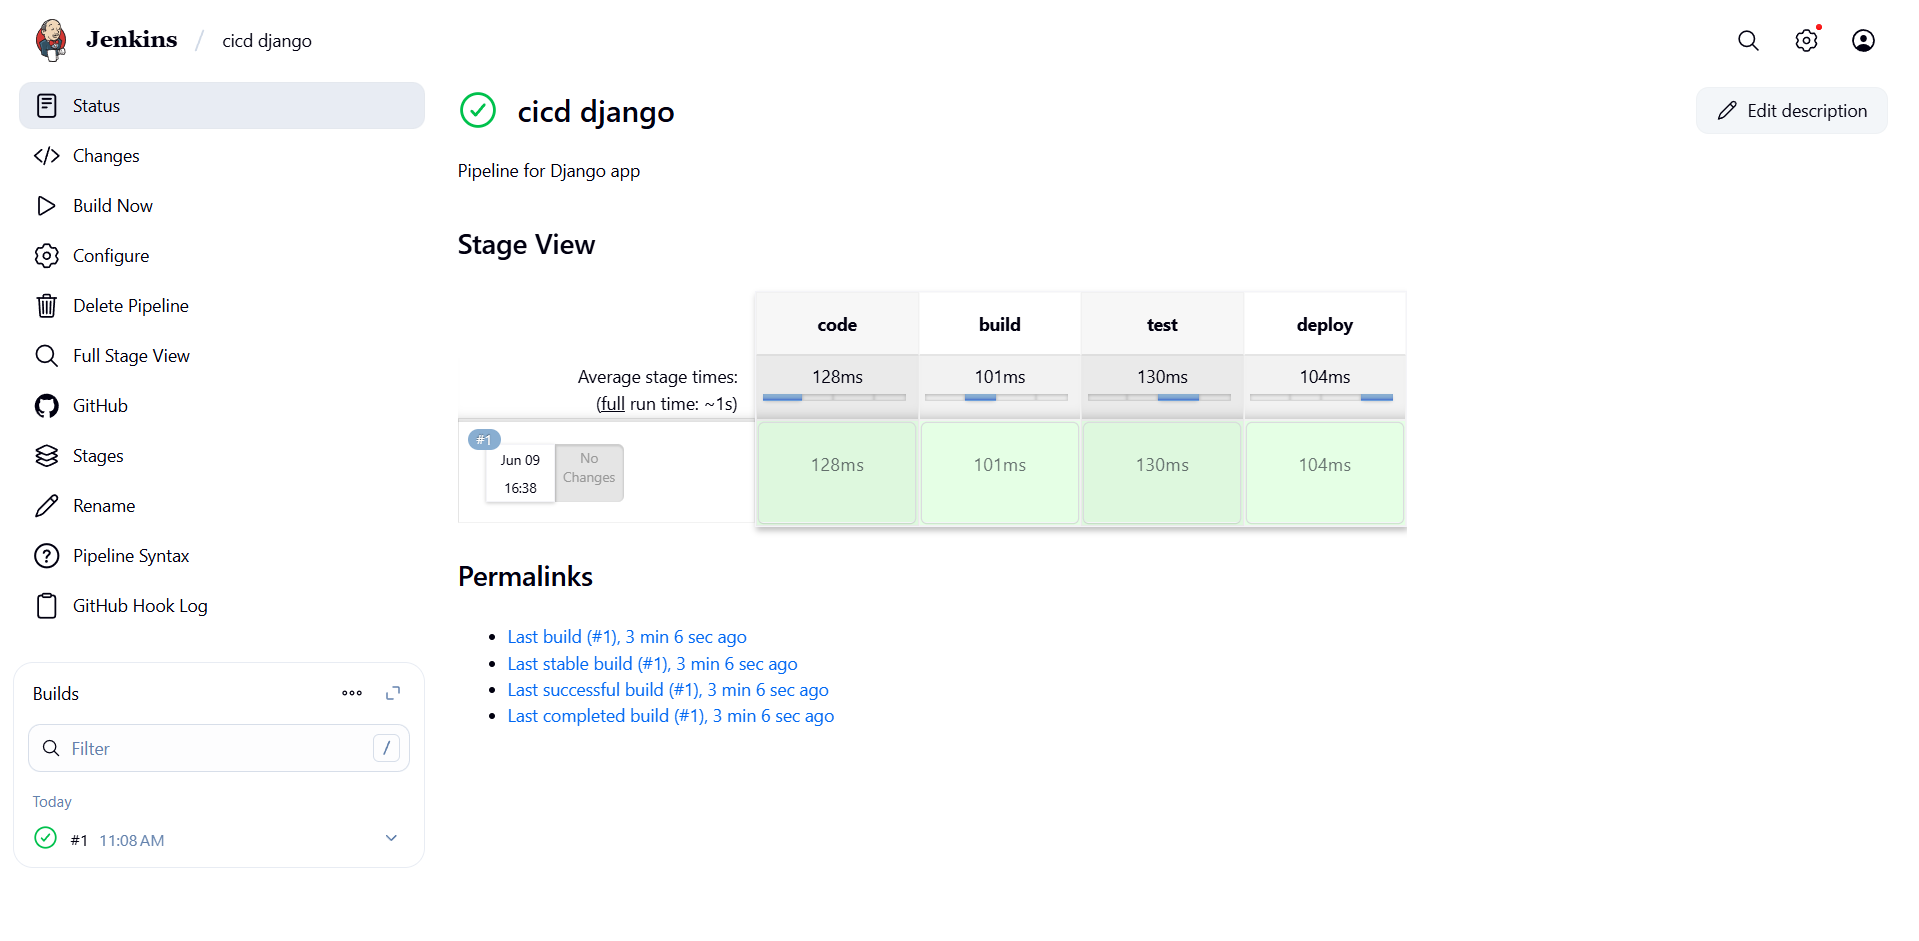 Jenkins / cicd django
Status
Changes
Build Now
Configure
Delete Pipeline
Full Stage View
GitHub
Stages
Rename
Pipeline Syntax
GitHub Hook Log
Builds
Filter /
Today
#1 11:08 AM
cicd django
Edit description
Pipeline for Django app
Stage View
code build test deploy
Average stage times: 128ms 101ms 130ms 104ms
(full run time: ~1s)
#1
Jun 09 No
Changes
16:38
128ms 101ms 130ms 104ms
Permalinks
• Last build (#1), 3 min 6 sec ago
• Last stable build (#1), 3 min 6 sec ago
• Last successful build (#1), 3 min 6 sec ago
• Last completed build (#1), 3 min 6 sec ago